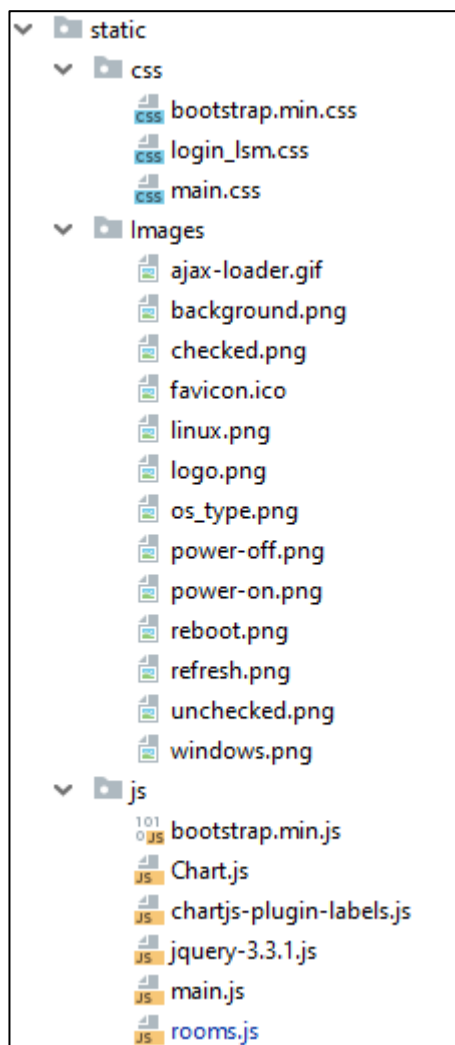 static
css
bootstrap.min.css
login_lsm.css
main.css
Images
ajax-loader.gif
background.png
checked.png
favicon.ico
linux.png
logo.png
os_type.png
power-off.png
power-on.png
reboot.png
refresh.png
unchecked.png
windows.png
js
bootstrap.min.js
Chart.js
chartjs-plugin-labels.js
jquery-3.3.1.js
main.js
rooms.js